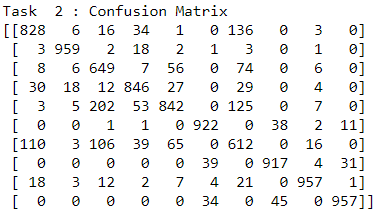 Task  2 : Confusion Matrix
[[828   6  16  34   1   0 136   0   3   0]
 [  3 959   2  18   2   1   3   0   1   0]
 [  8   6 649   7  56   0  74   0   6   0]
 [ 30  18  12 846  27   0  29   0   4   0]
 [  3   5 202  53 842   0 125   0   7   0]
 [  0   0   1   1   0 922   0  38   2  11]
 [110   3 106  39  65   0 612   0  16   0]
 [  0   0   0   0   0  39   0 917   4  31]
 [ 18   3  12   2   7   4  21   0 957   1]
 [  0   0   0   0   0  34   0  45   0 957]]